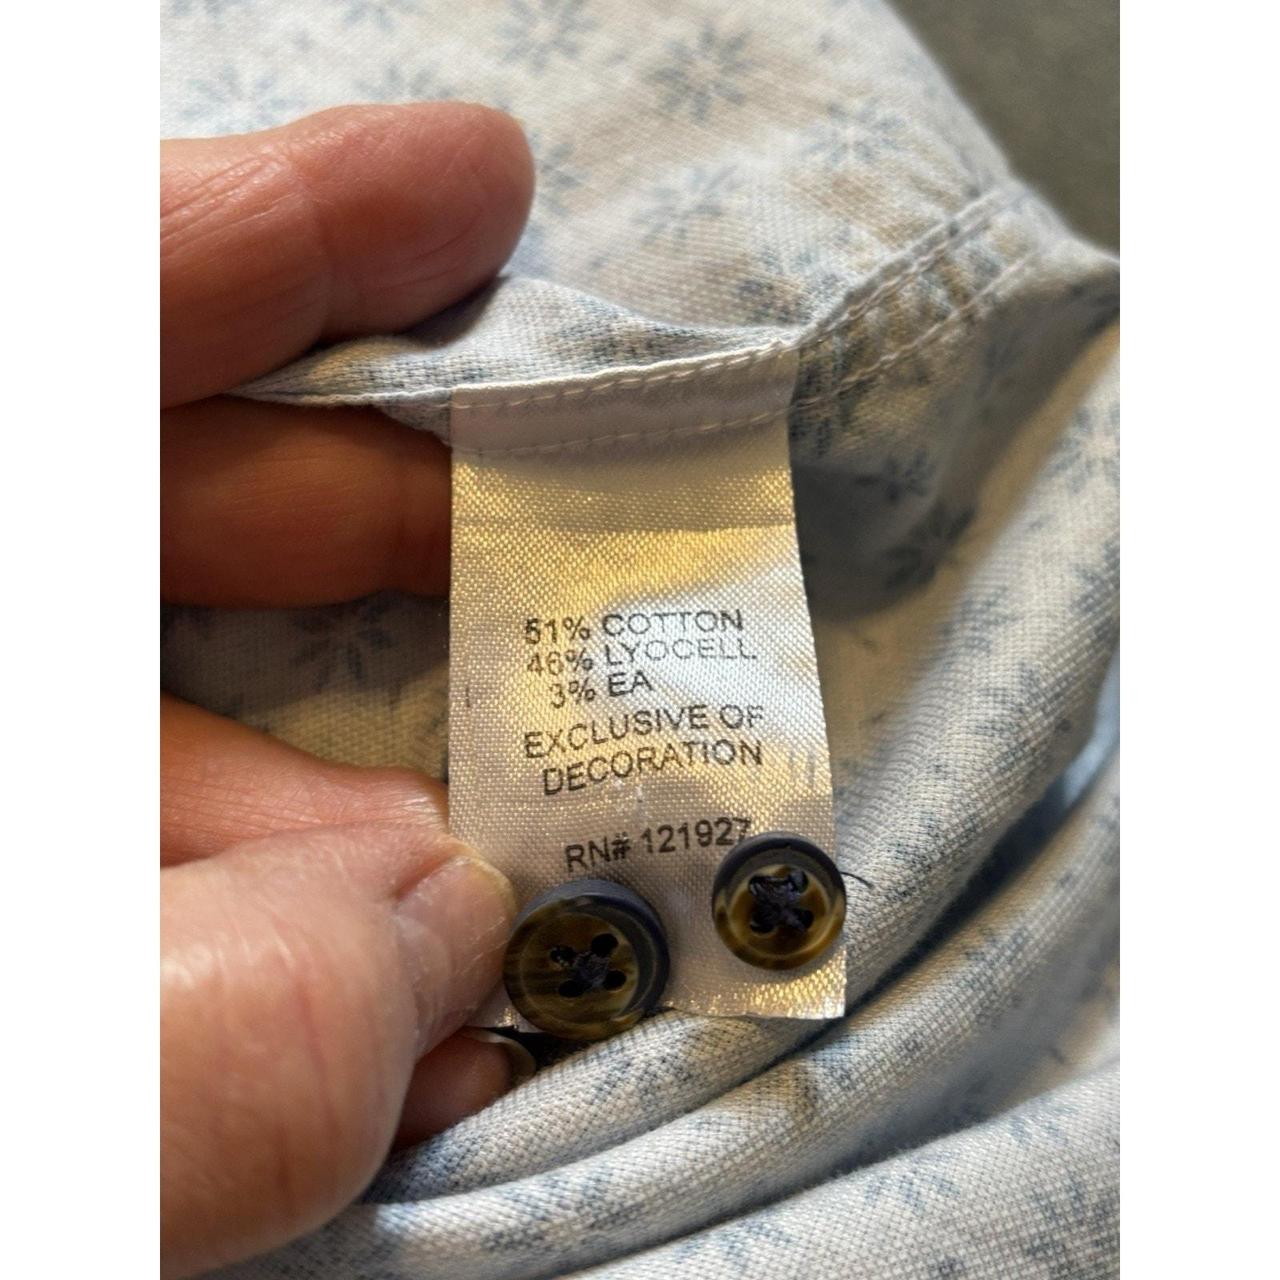 51% COTTON
46% LYOCELL
3% EA
EXCLUSIVE OF
DECORATION
RN# 121927